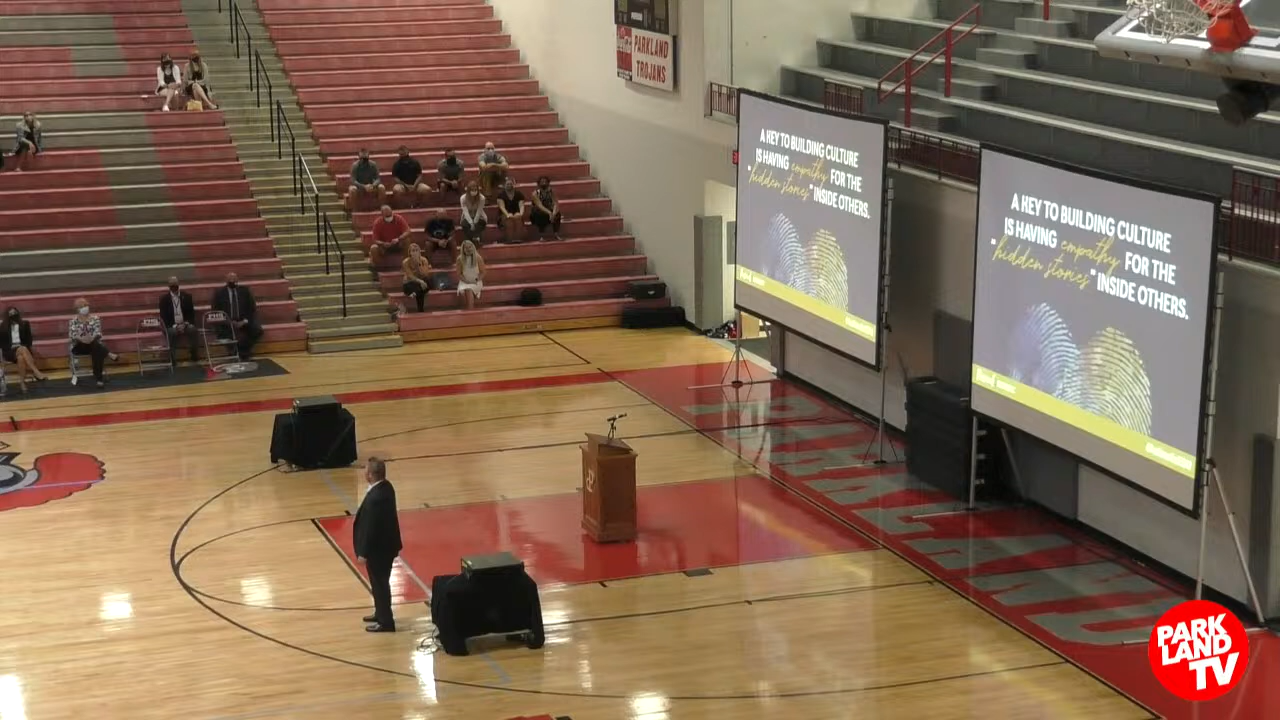 PARKLAND
TROJANS
A KEY TO BUILDING CULTURE
IS HAVING empathy FOR THE
"hidden stories" INSIDE OTHERS.
A KEY TO BUILDING CULTURE
IS HAVING empathy FOR THE
"hidden stories" INSIDE OTHERS.
PARKLAND
PARK
LAND
TV